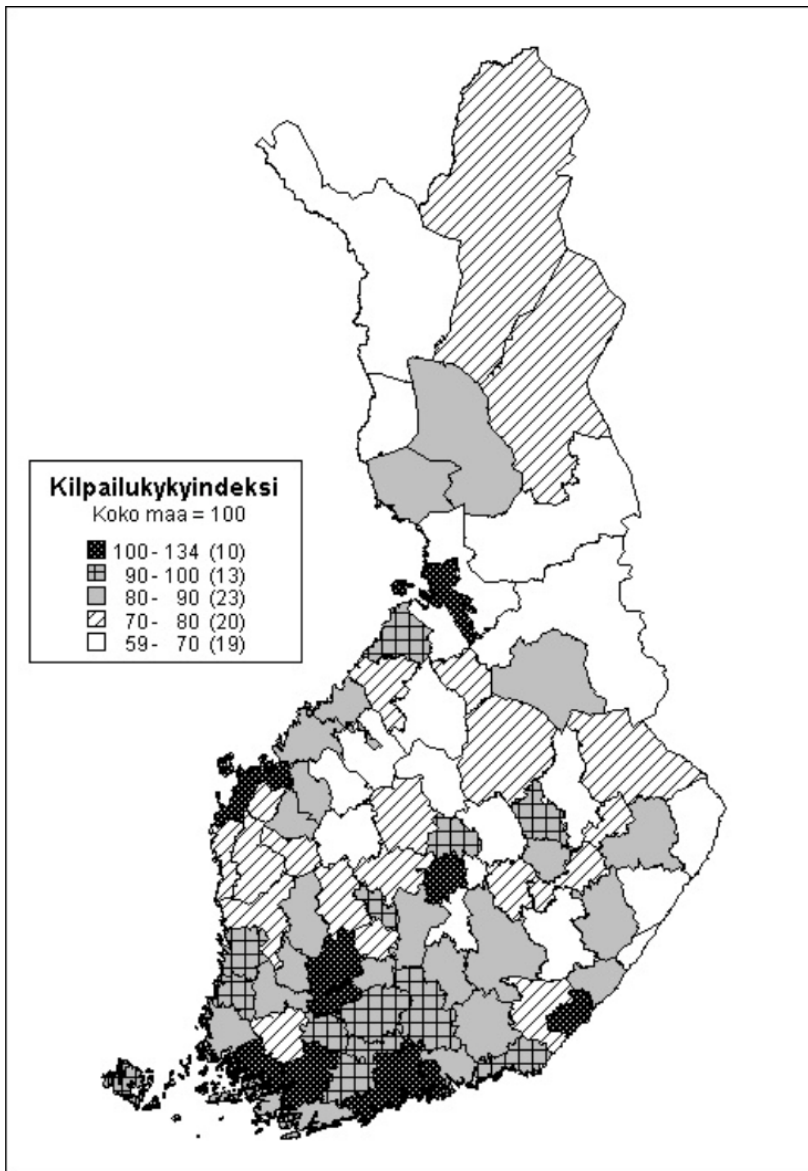 Kilpailukykyindeksi
Koko maa = 100
100 - 134 (10)
90 - 100 (13)
80 - 90 (23)
70 - 80 (20)
59 - 70 (19)